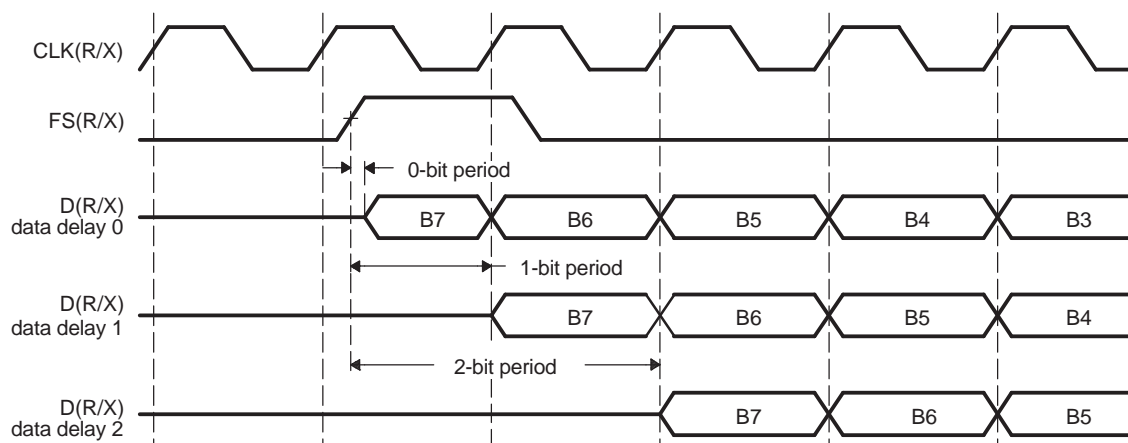 CLK(R/X)
FS(R/X)
0-bit period
D(R/X)
data delay 0
B7 B6 B5 B4 B3
1-bit period
D(R/X)
data delay 1
B7 B6 B5 B4
2-bit period
D(R/X)
data delay 2
B7 B6 B5